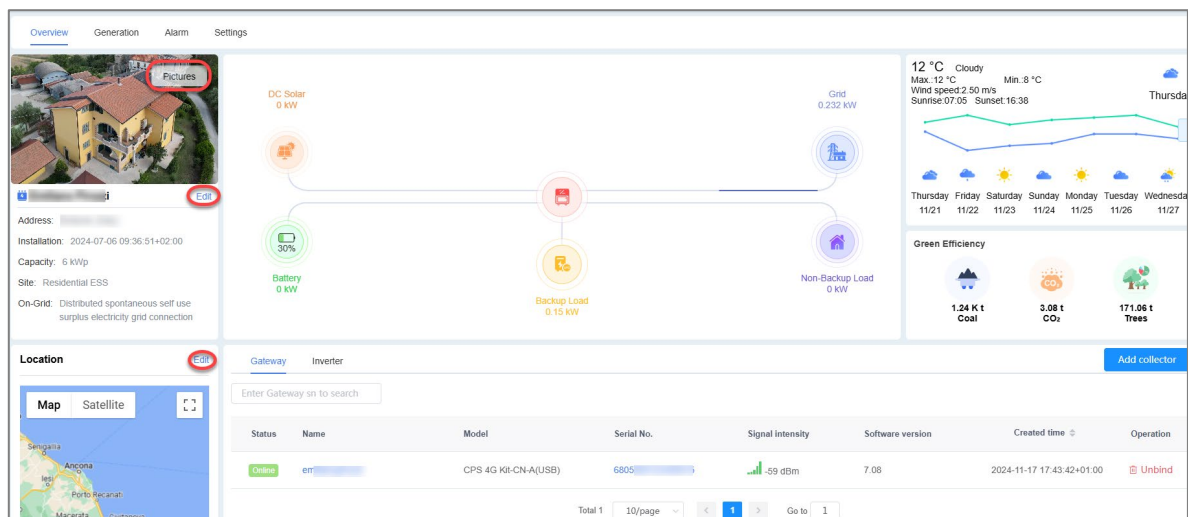 Overview Generation Alarm Settings
Pictures
Edit
Address:
Installation: 2024-07-06 09:36:51+02:00
Capacity: 6 kWp
Site: Residential ESS
On-Grid: Distributed spontaneous self use
surplus electricity grid connection
DC Solar
0 kW
Grid
0.232 kW
30%
Battery
0 kW
Backup Load
0.15 kW
Non-Backup Load
0 kW
12 °C Cloudy
Max.:12 °C Min.:8 °C
Wind speed:2.50 m/s
Sunrise:07:05 Sunset:16:38
Thursda
Thursday Friday Saturday Sunday Monday Tuesday Wednesda
11/21 11/22 11/23 11/24 11/25 11/26 11/27
Green Efficiency
CO₂
1.24 K t 3.08 t 171.06 t
Coal CO₂ Trees
Location Edit
Map Satellite
Senigallia
Ancona
Iesi
Porto Recanati
Macerata
Gateway Inverter
Add collector
Enter Gateway sn to search
Status Name Model Serial No. Signal intensity Software version Created time Operation
Online em CPS 4G Kit-CN-A(USB) 6805 -59 dBm 7.08 2024-11-17 17:43:42+01:00 Unbind
Total 1 10/page < 1 > Go to 1